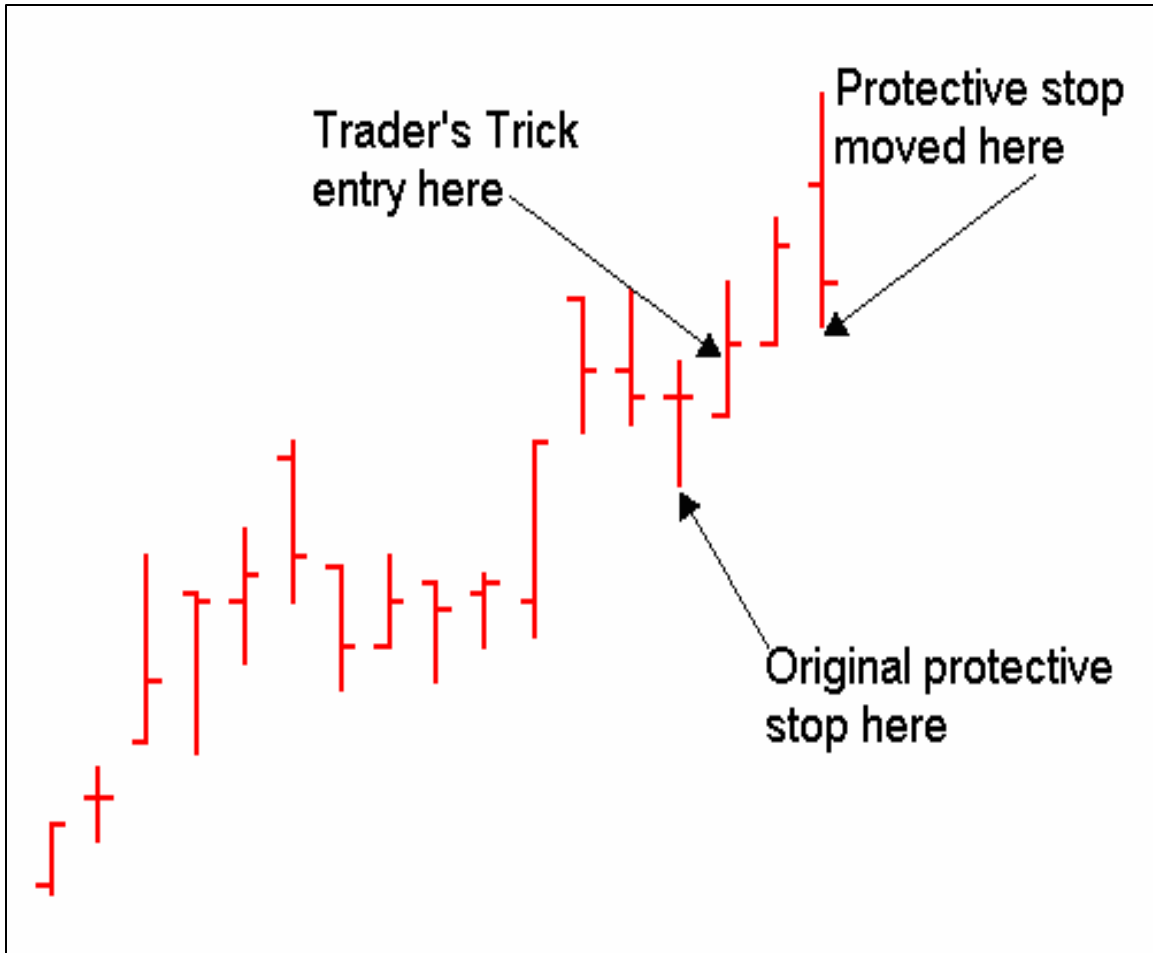 Protective stop
moved here
Trader's Trick
entry here
Original protective
stop here